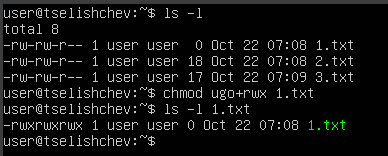 user@tselishchev:~$ ls -l
total 8
-rw-rw-r-- 1 user user  0 Oct 22 07:08 1.txt
-rw-rw-r-- 1 user user 18 Oct 22 07:08 2.txt
-rw-rw-r-- 1 user user 17 Oct 22 07:09 3.txt
user@tselishchev:~$ chmod ugo+rwx 1.txt
user@tselishchev:~$ ls -l 1.txt
-rwxrwxrwx 1 user user 0 Oct 22 07:08 1.txt
user@tselishchev:~$